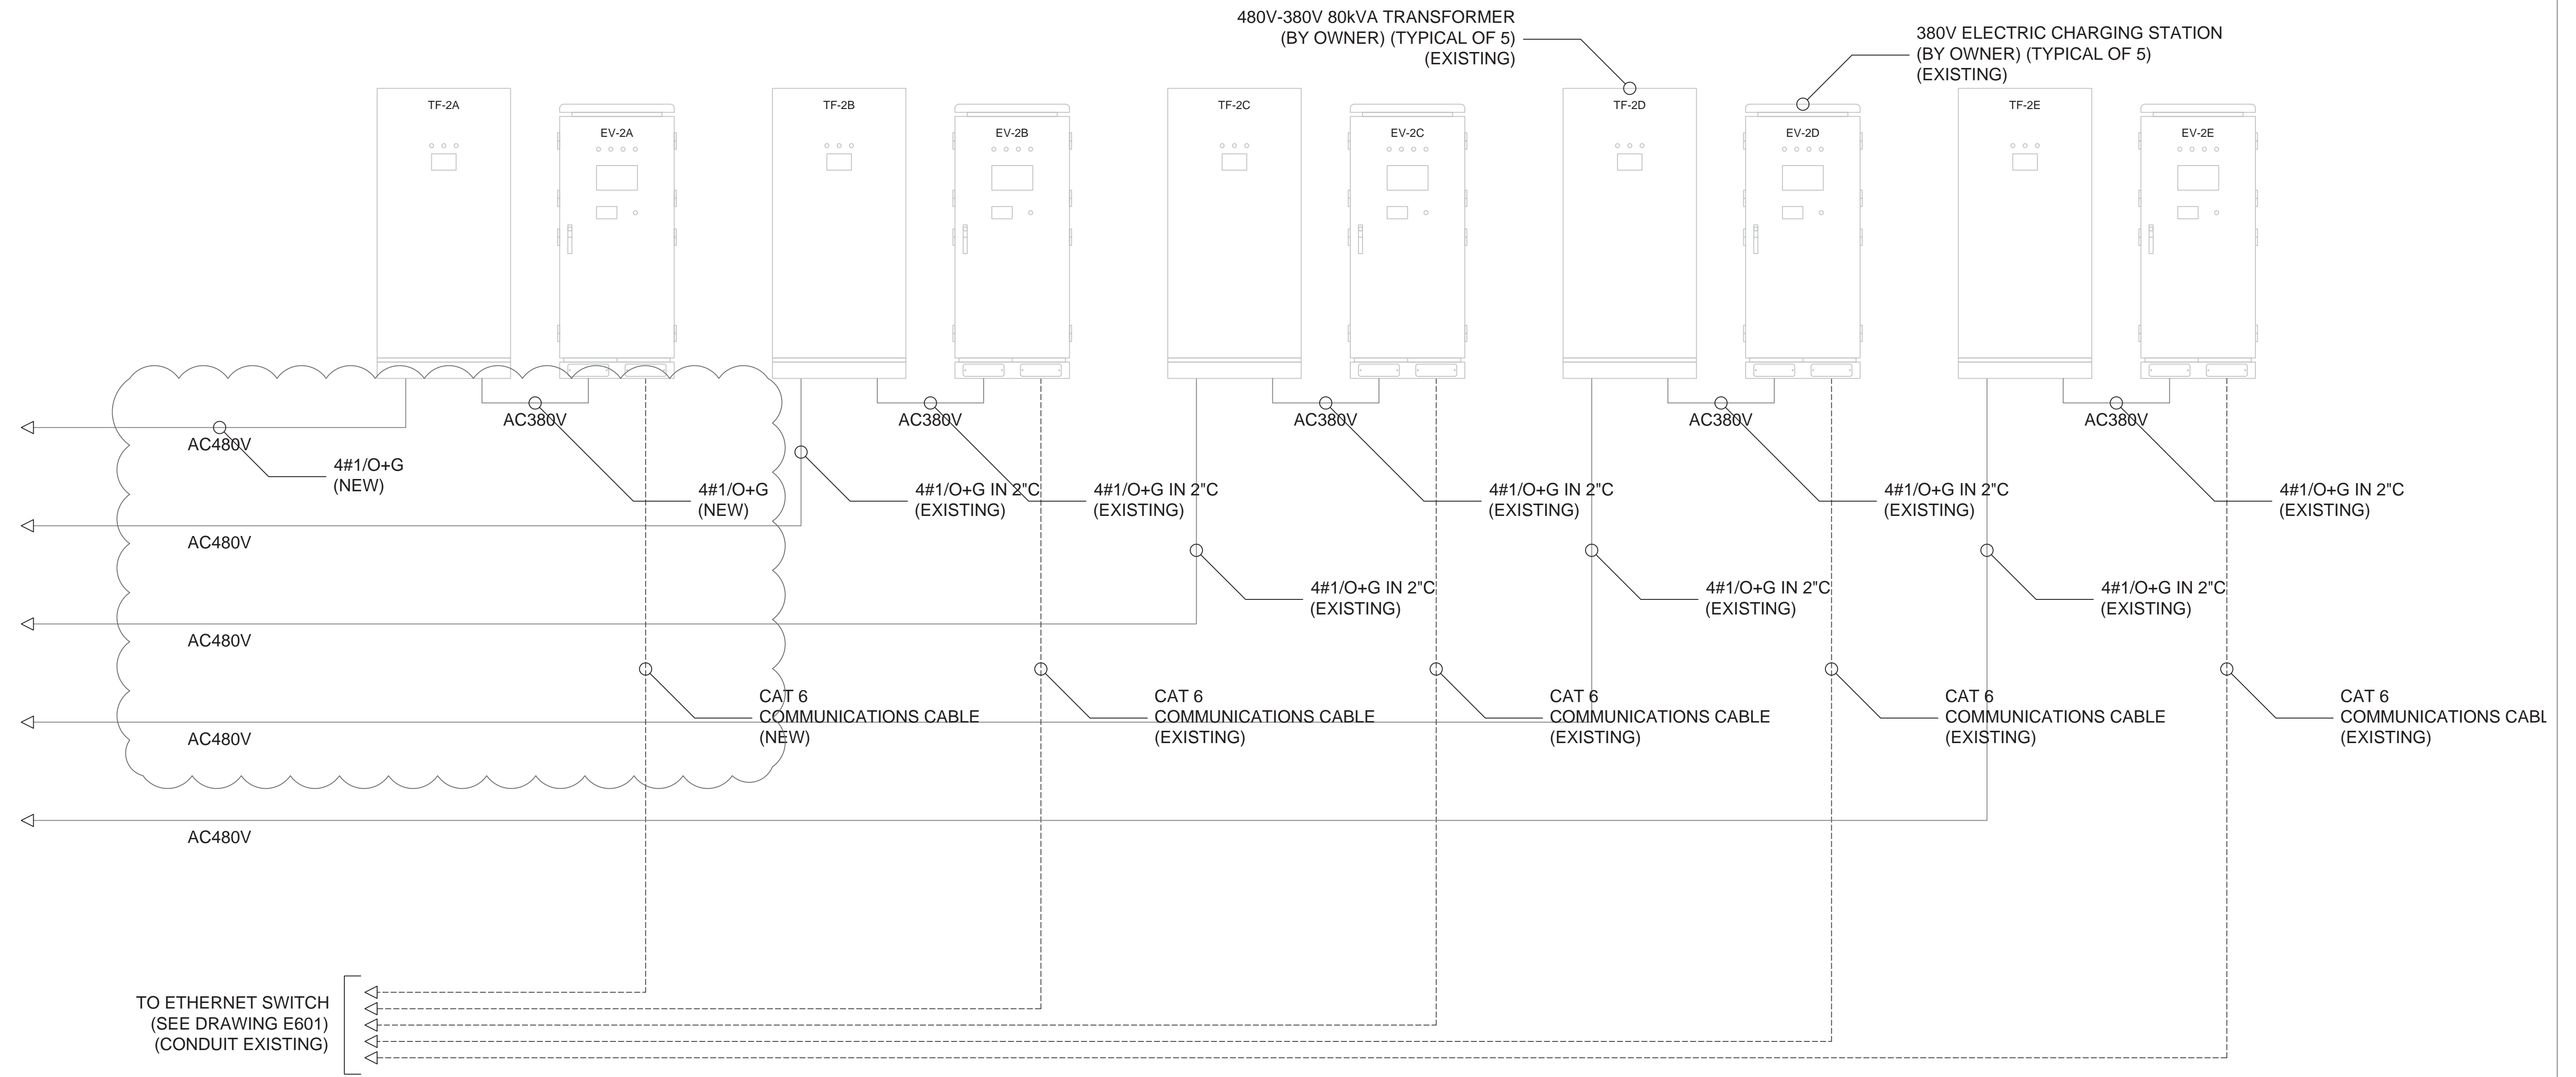 480V-380V 80kVA TRANSFORMER
(BY OWNER) (TYPICAL OF 5)
(EXISTING)
380V ELECTRIC CHARGING STATION
(BY OWNER) (TYPICAL OF 5)
(EXISTING)
TF-2A
EV-2A
TF-2B
EV-2B
TF-2C
EV-2C
TF-2D
EV-2D
TF-2E
EV-2E
AC380V
AC380V
AC380V
AC380V
AC380V
AC480V
4#1/O+G
(NEW)
4#1/O+G
(NEW)
4#1/O+G IN 2"C
(EXISTING)
4#1/O+G IN 2"C
(EXISTING)
4#1/O+G IN 2"C
(EXISTING)
4#1/O+G IN 2"C
(EXISTING)
4#1/O+G IN 2"C
(EXISTING)
AC480V
4#1/O+G IN 2"C
(EXISTING)
4#1/O+G IN 2"C
(EXISTING)
4#1/O+G IN 2"C
(EXISTING)
AC480V
CAT 6
COMMUNICATIONS CABLE
(NEW)
CAT 6
COMMUNICATIONS CABLE
(EXISTING)
CAT 6
COMMUNICATIONS CABLE
(EXISTING)
CAT 6
COMMUNICATIONS CABLE
(EXISTING)
CAT 6
COMMUNICATIONS CABL
(EXISTING)
AC480V
AC480V
TO ETHERNET SWITCH
(SEE DRAWING E601)
(CONDUIT EXISTING)